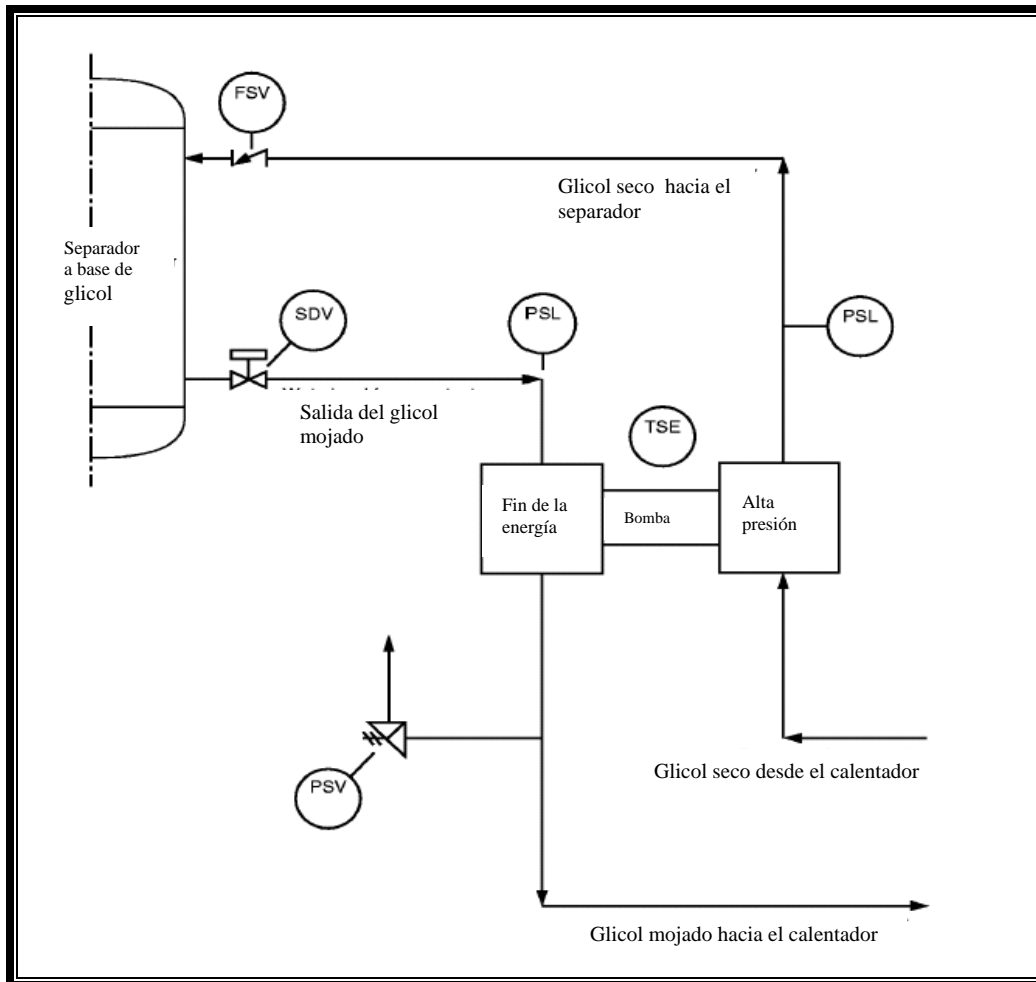 FSV
Glicol seco hacia el
separador
Separador
a base de
glicol
SDV
PSL
PSL
Salida del glicol
mojado
TSE
Fin de la
energía
Bomba
Alta
presión
PSV
Glicol seco desde el calentador
Glicol mojado hacia el calentador